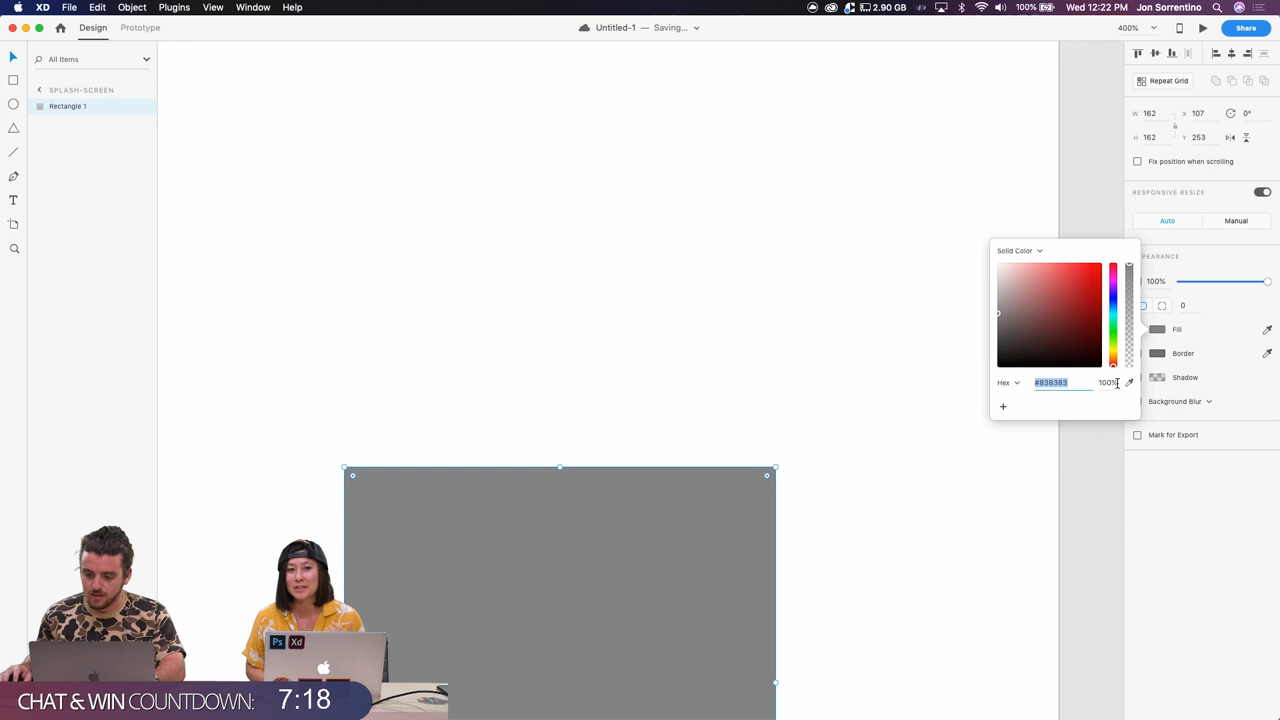 XD File Edit Object Plugins View Window Help 2.90 GB 100% Wed 12:22 PM Jon Sorrentino
Design Prototype Untitled-1 — Saving... 400% Share
All Items
SPLASH-SCREEN
Rectangle 1
Repeat Grid
W 162 X 107 0°
H 162 Y 253
Fix position when scrolling
RESPONSIVE RESIZE
Auto Manual
Solid Color
PPEARANCE
100%
0
Fill
Border
Shadow
Background Blur
Hex #838383 100%
+
Mark for Export
Ps Xd
CHAT & WIN COUNTDOWN: 7:18